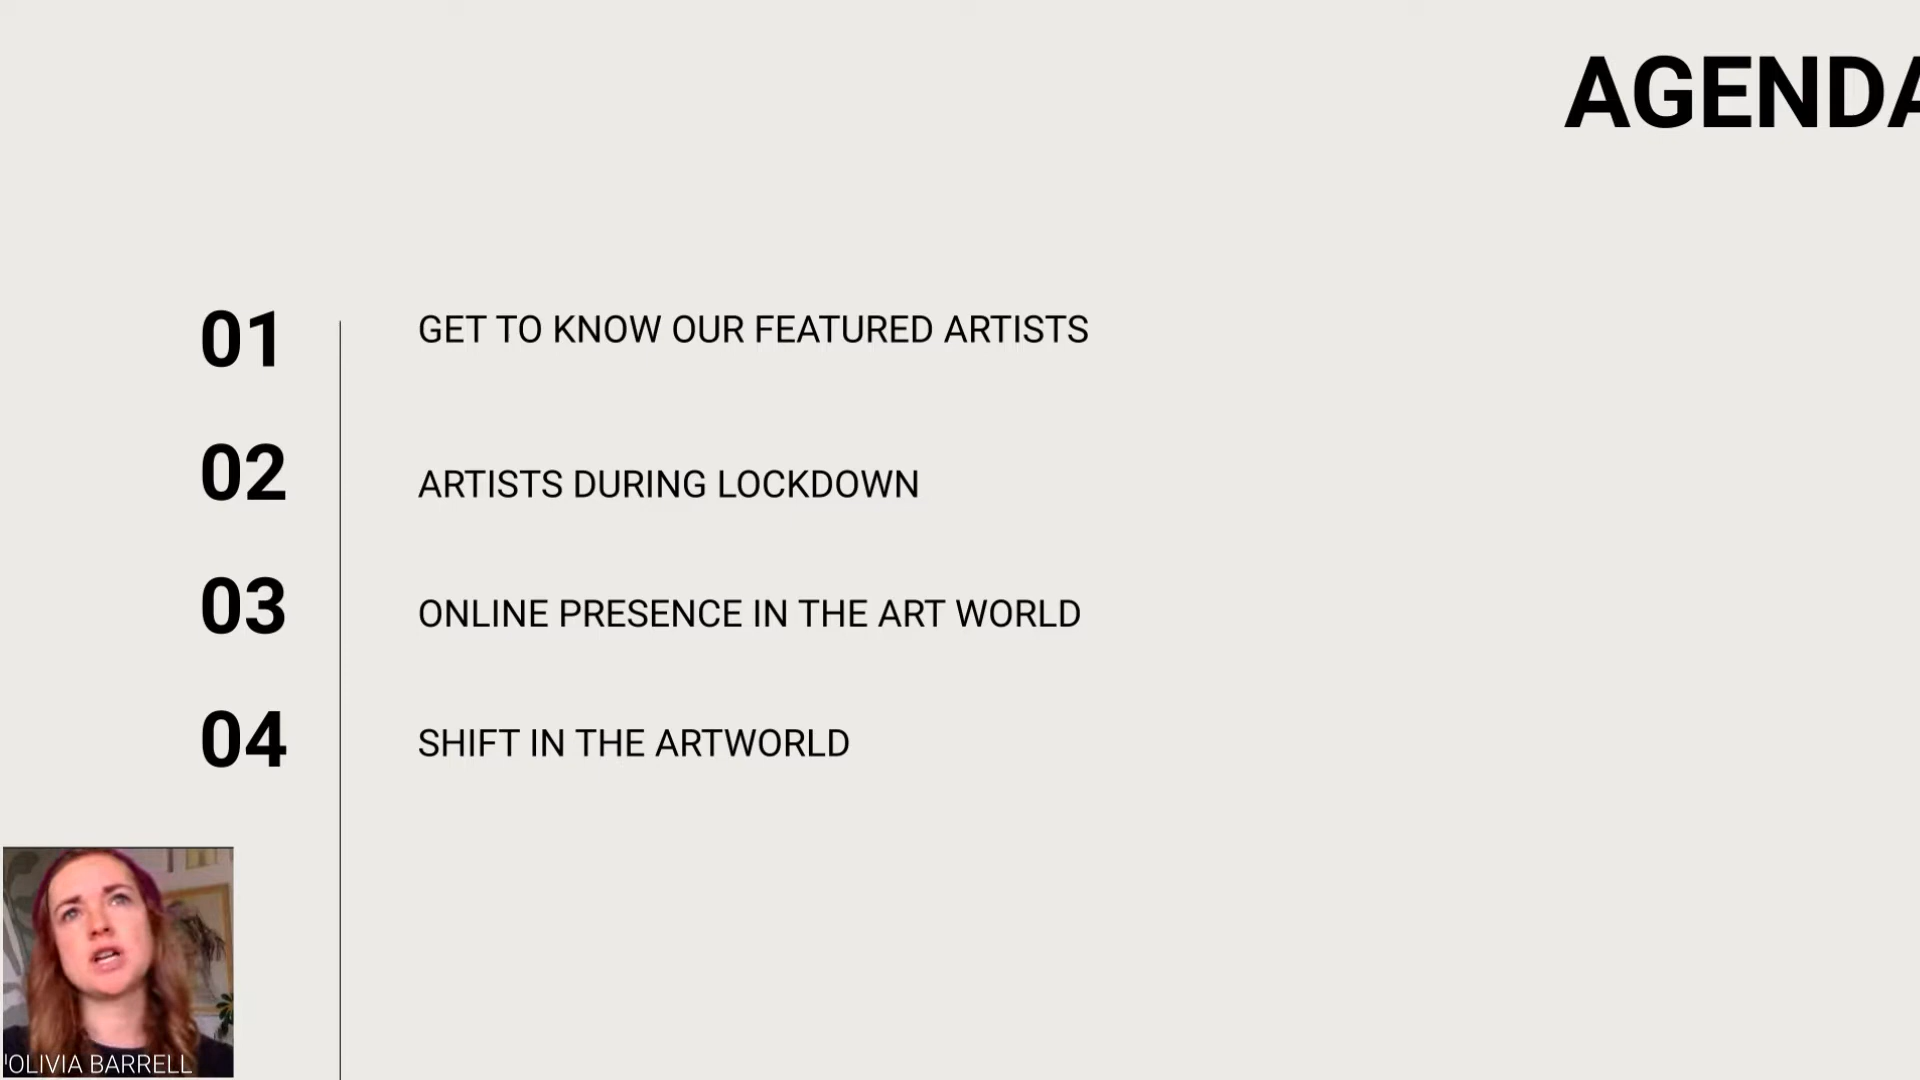 AGENDA
01 GET TO KNOW OUR FEATURED ARTISTS
02 ARTISTS DURING LOCKDOWN
03 ONLINE PRESENCE IN THE ART WORLD
04 SHIFT IN THE ARTWORLD
'OLIVIA BARRELL